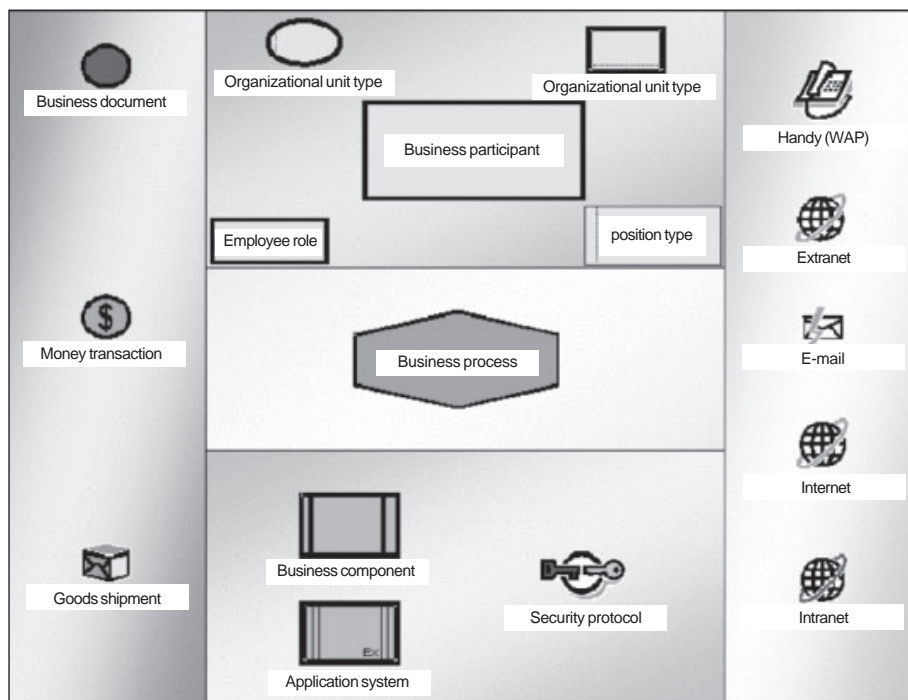 Business document
$
Money transaction
Goods shipment
Organizational unit type
Organizational unit type
Business participant
Employee role
position type
Business process
Business component
Ex
Application system
Security protocol
Handy (WAP)
Extranet
E-mail
Internet
Intranet